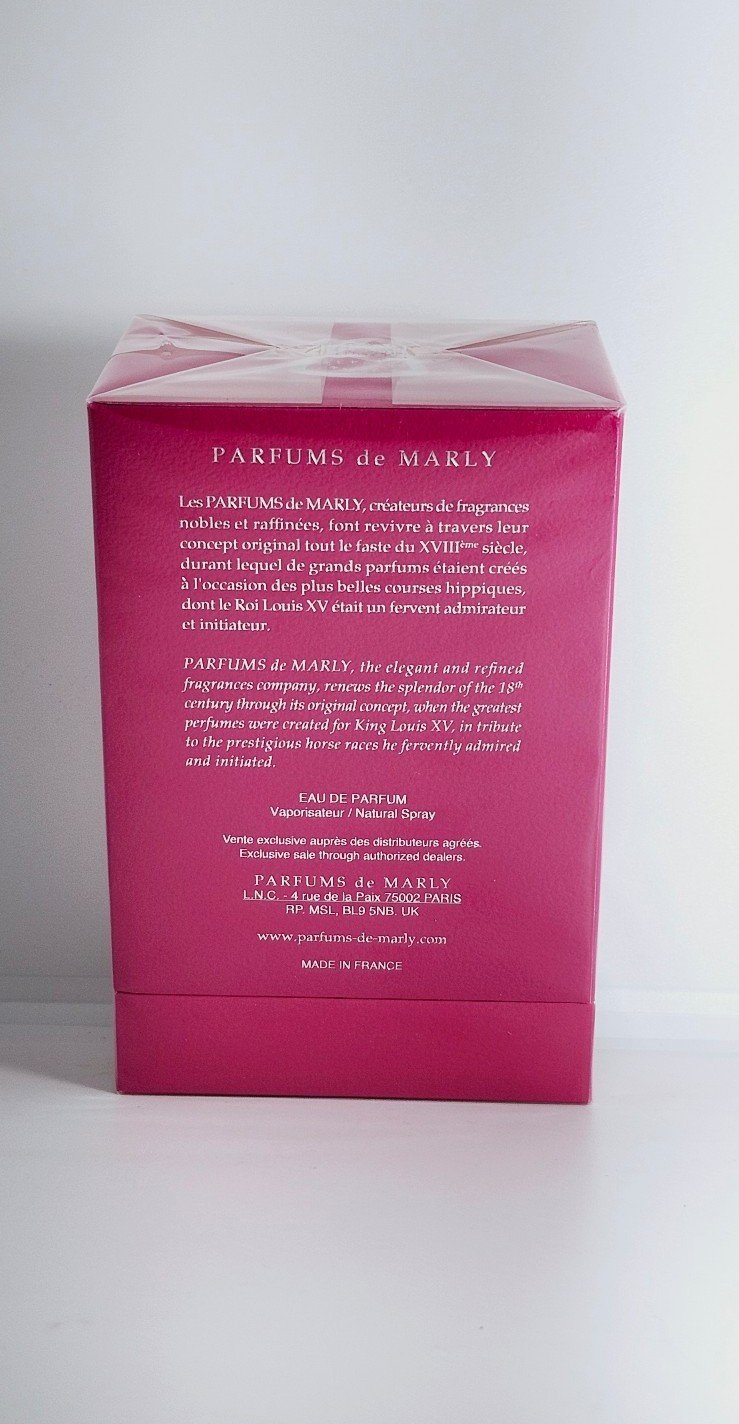 PARFUMS de MARLY
Les PARFUMS de MARLY, créateurs de fragrances
nobles et raffinées, font revivre à travers leur
concept original tout le faste du XVIIIème siècle,
durant lequel de grands parfums étaient créés
à l'occasion des plus belles courses hippiques,
dont le Roi Louis XV était un fervent admirateur
et initiateur.
PARFUMS de MARLY, the elegant and refined
fragrances company, renews the splendor of the 18th
century through its original concept, when the greatest
perfumes were created for King Louis XV, in tribute
to the prestigious horse races he fervently admired
and initiated.
EAU DE PARFUM
Vaporisateur / Natural Spray
Vente exclusive auprès des distributeurs agréés.
Exclusive sale through authorized dealers.
PARFUMS de MARLY
L.N.C. - 4 rue de la Paix 75002 PARIS
RP. MSL, BL9 5NB. UK
www.parfums-de-marly.com
MADE IN FRANCE